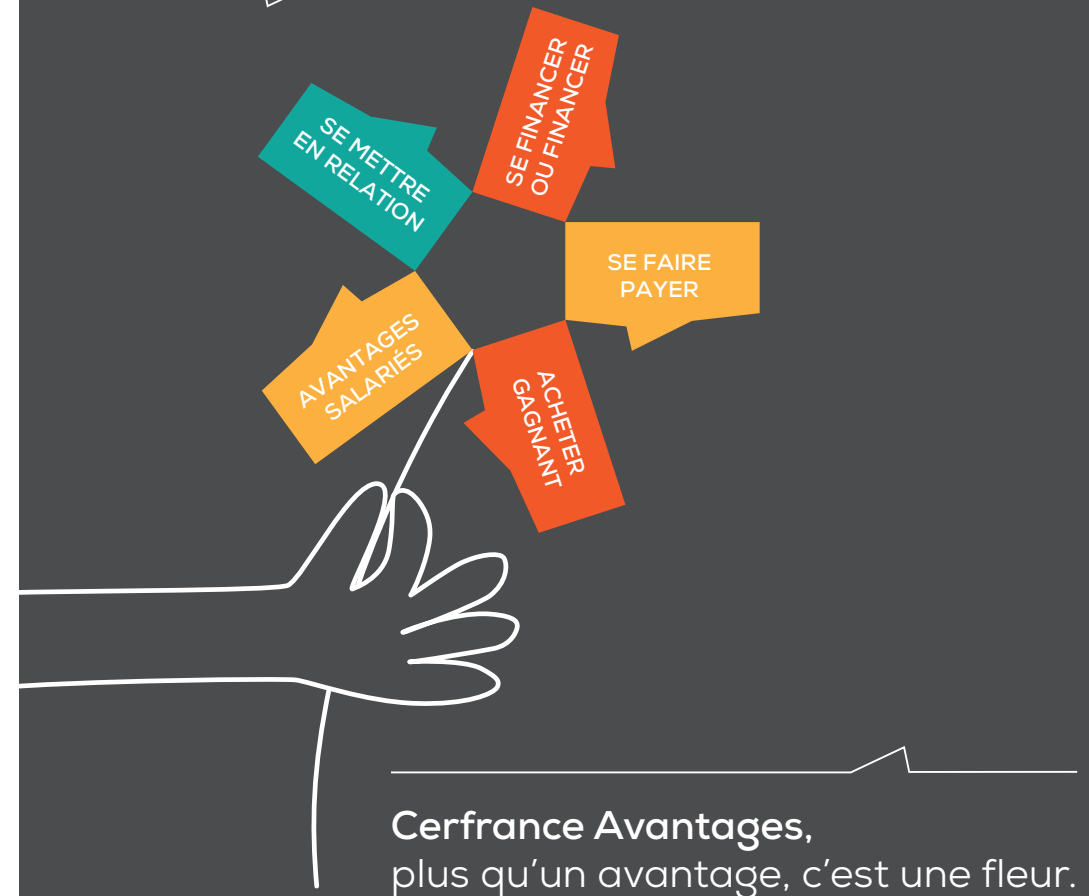 SE FINANCER
OU FINANCER
SE METTRE
EN RELATION
SE FAIRE
PAYER
AVANTAGES
SALARIÉS
ACHETER
GAGNANT
Cerfrance Avantages,
plus qu’un avantage, c’est une fleur.